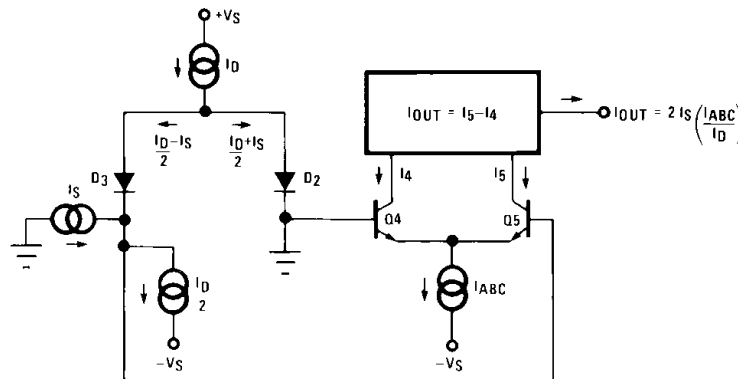 +VS
ID
IOUT = I5–I4
IOUT = 2 IS (IABC/ID)
ID/2 –IS
ID/2 +IS
I4
I5
D3
D2
IS
Q4
Q5
ID
2
IABC
–VS
–VS